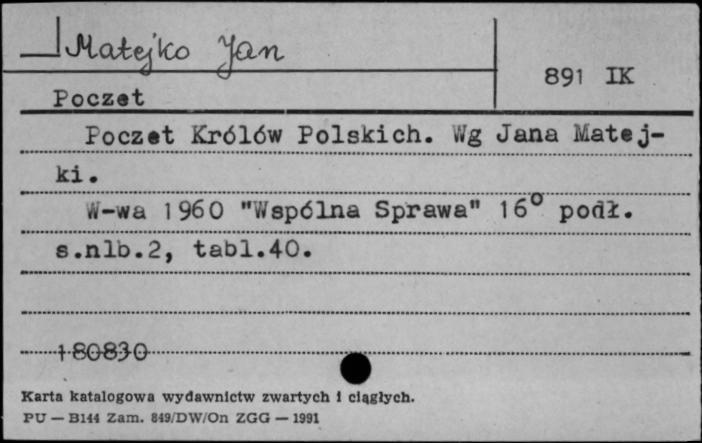 Matejko Jan
891 IK
Poczet
Poczet Królów Polskich. Wg Jana Matej-
ki.
W-wa 1960 "Wspólna Sprawa" 16° podł.
s.nlb.2, tabl.40.
180830
Karta katalogowa wydawnictw zwartych i ciągłych.
PU — B144 Zam. 849/DW/On ZGG — 1991